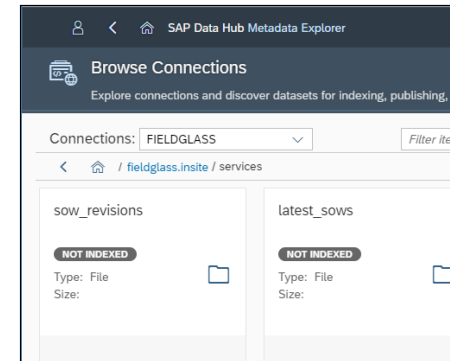 SAP Data Hub Metadata Explorer
Browse Connections
Explore connections and discover datasets for indexing, publishing,
Connections: FIELDGLASS
/ fieldglass.insite / services
sow_revisions
NOT INDEXED
Type: File
Size:
latest_sows
NOT INDEXED
Type: File
Size:
Filter ite